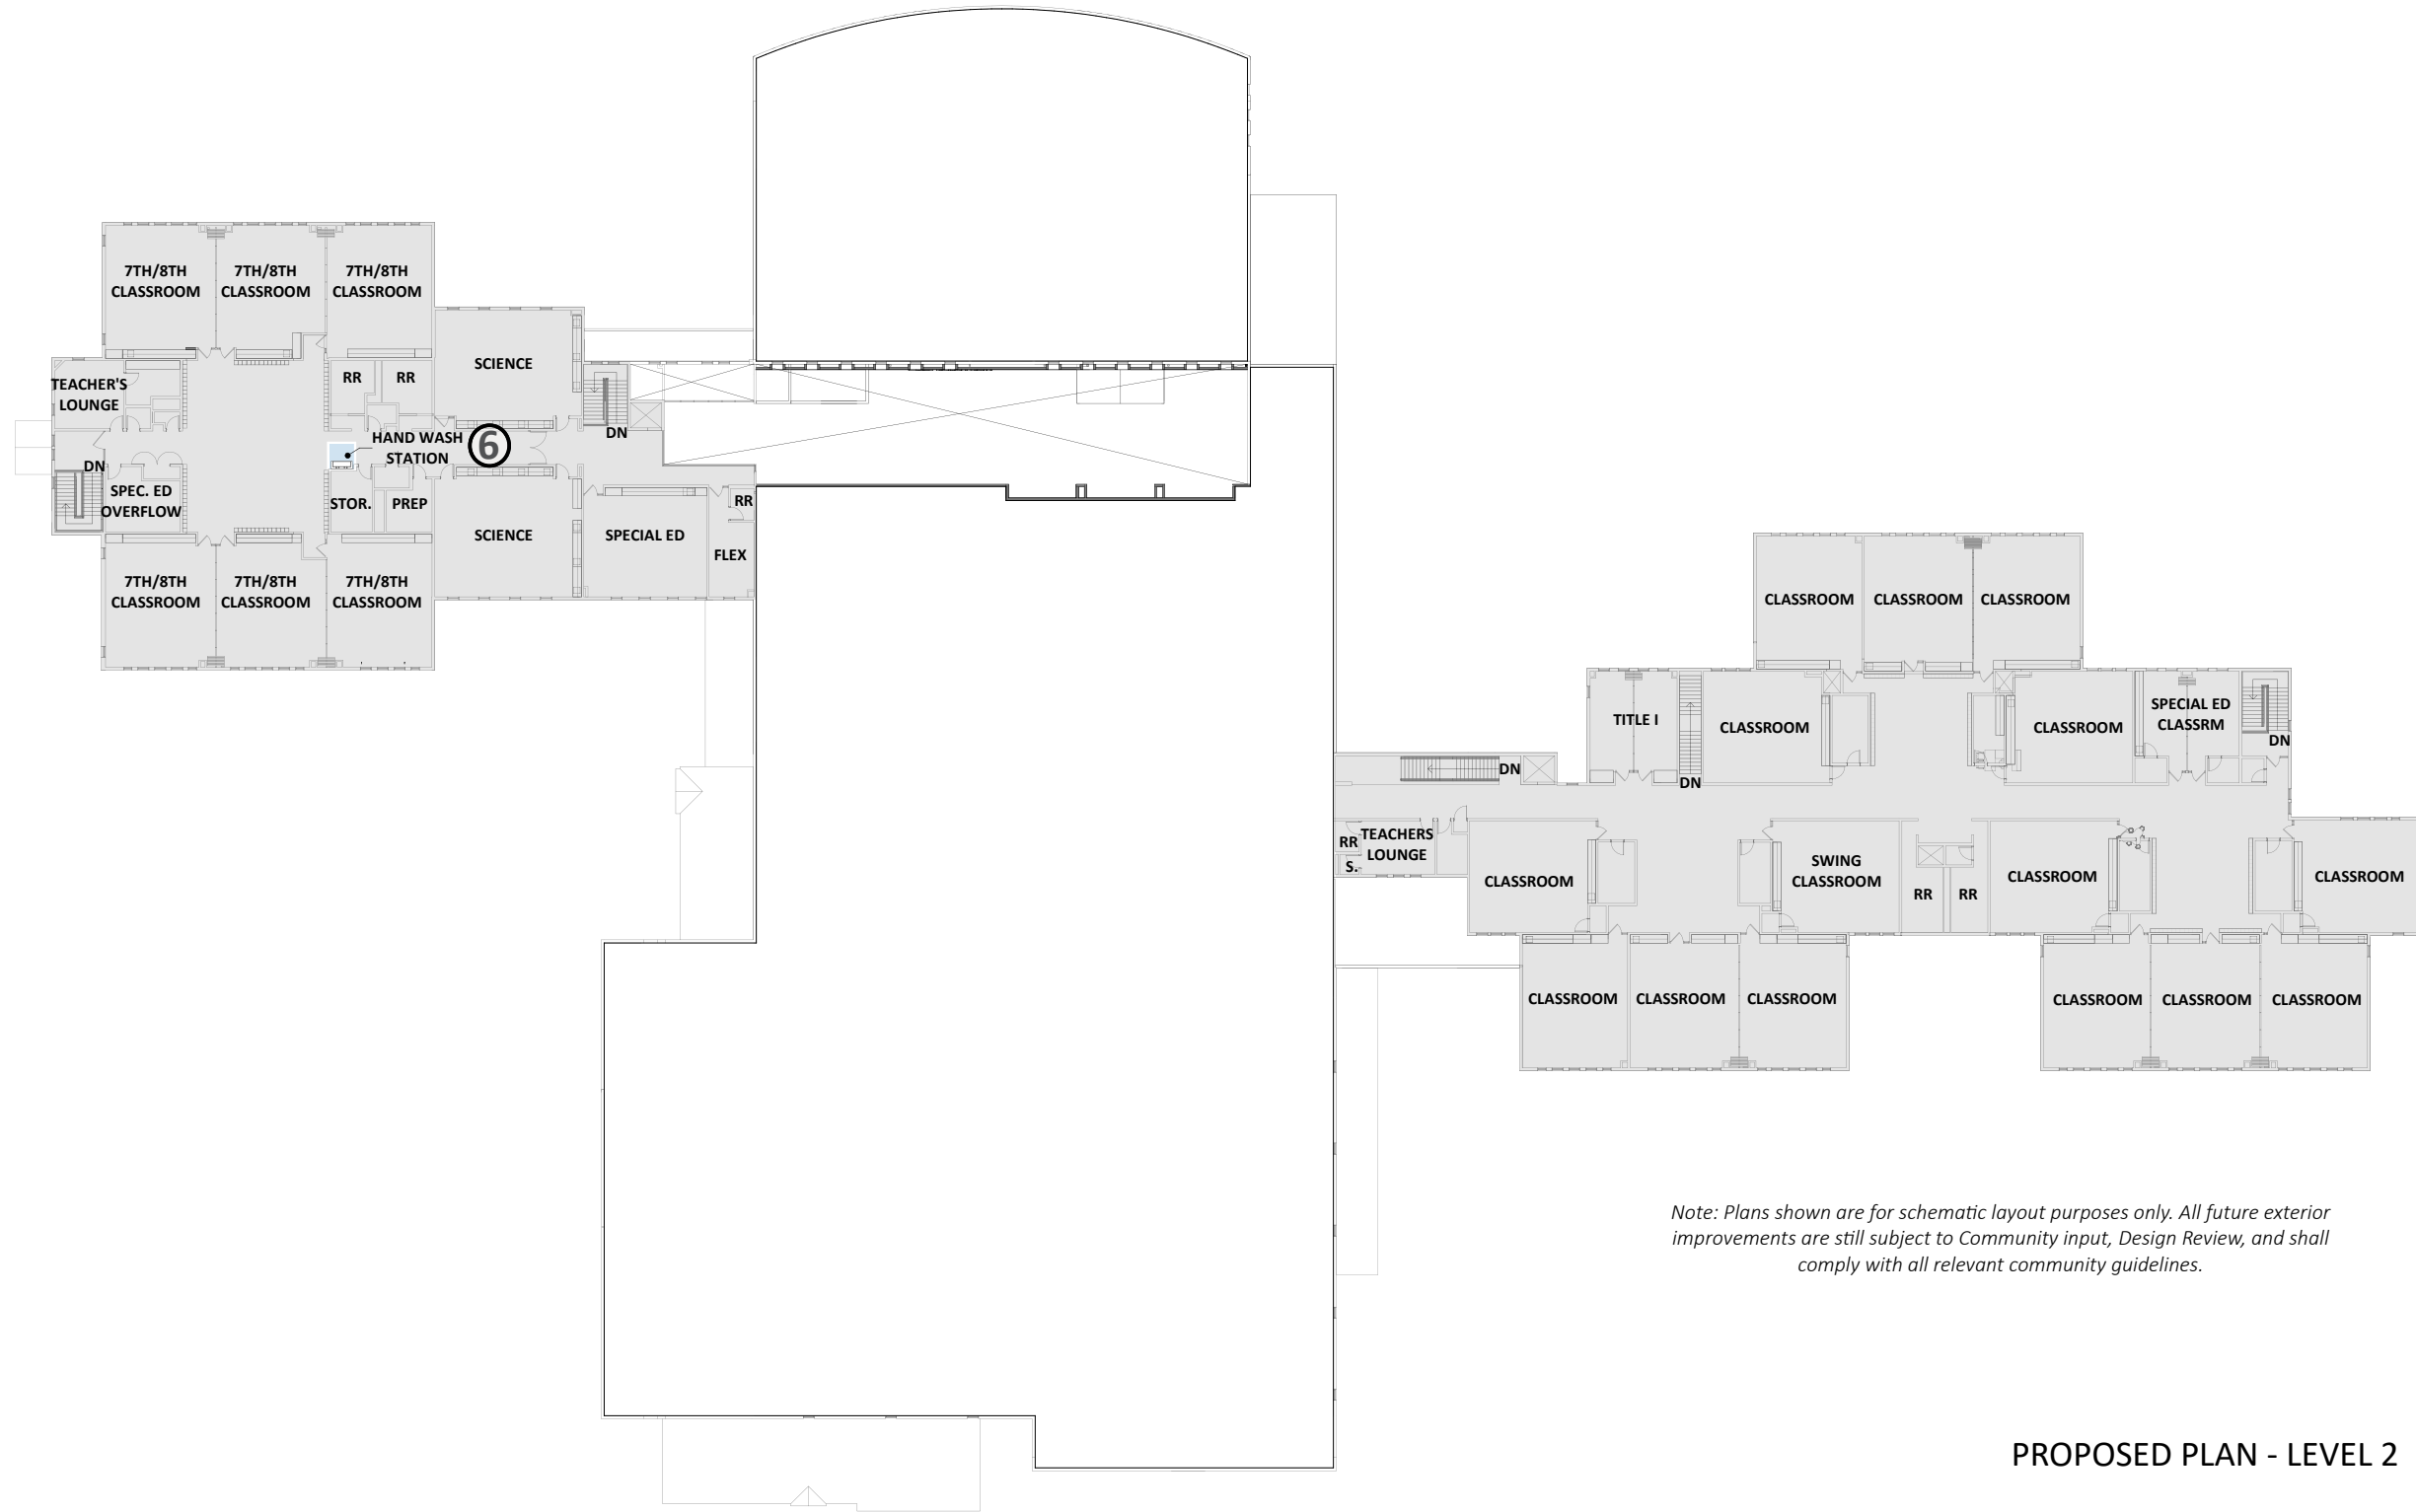 7TH/8TH
CLASSROOM
7TH/8TH
CLASSROOM
7TH/8TH
CLASSROOM
SCIENCE
TEACHER'S
LOUNGE
RR
RR
DN
HAND WASH
STATION
6
DN
SPEC. ED
OVERFLOW
STOR.
PREP
SCIENCE
SPECIAL ED
RR
FLEX
7TH/8TH
CLASSROOM
7TH/8TH
CLASSROOM
7TH/8TH
CLASSROOM
CLASSROOM
CLASSROOM
CLASSROOM
TITLE I
DN
CLASSROOM
CLASSROOM
SPECIAL ED
CLASSRM
DN
DN
RR
TEACHERS
LOUNGE
S.
CLASSROOM
SWING
CLASSROOM
RR
RR
CLASSROOM
CLASSROOM
CLASSROOM
CLASSROOM
CLASSROOM
CLASSROOM
CLASSROOM
CLASSROOM
Note: Plans shown are for schematic layout purposes only. All future exterior
improvements are still subject to Community input, Design Review, and shall
comply with all relevant community guidelines.
PROPOSED PLAN - LEVEL 2